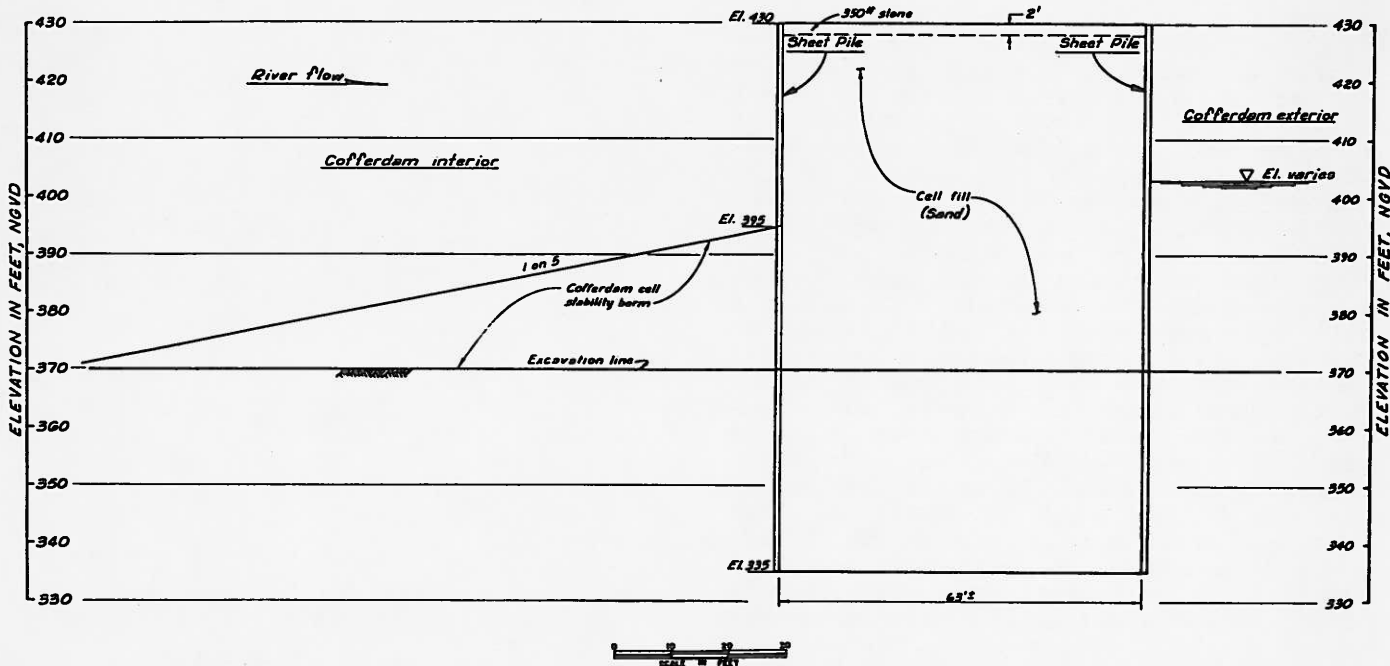 430
420
410
400
390
380
370
360
350
340
330
ELEVATION IN FEET, NGVD
River flow
Cofferdam interior
1 on 5
Cofferdam cell
stability berm
Excavation line
El. 430
El. 395
El. 335
350# stone
2'
Sheet Pile
Sheet Pile
Cell fill
(Sand)
63'±
Cofferdam exterior
El. varies
430
420
410
400
390
380
370
360
350
340
330
ELEVATION IN FEET, NGVD
0 10 20 30
SCALE IN FEET